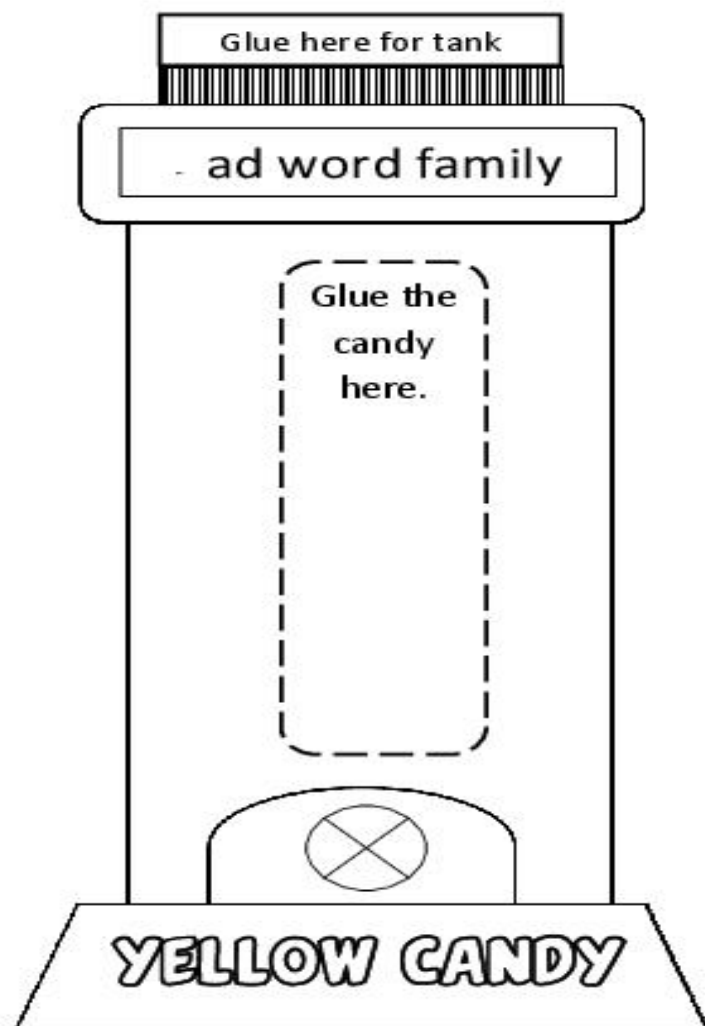 Glue here for tank
- ad word family
Glue the
candy
here.
YELLOW CANDY